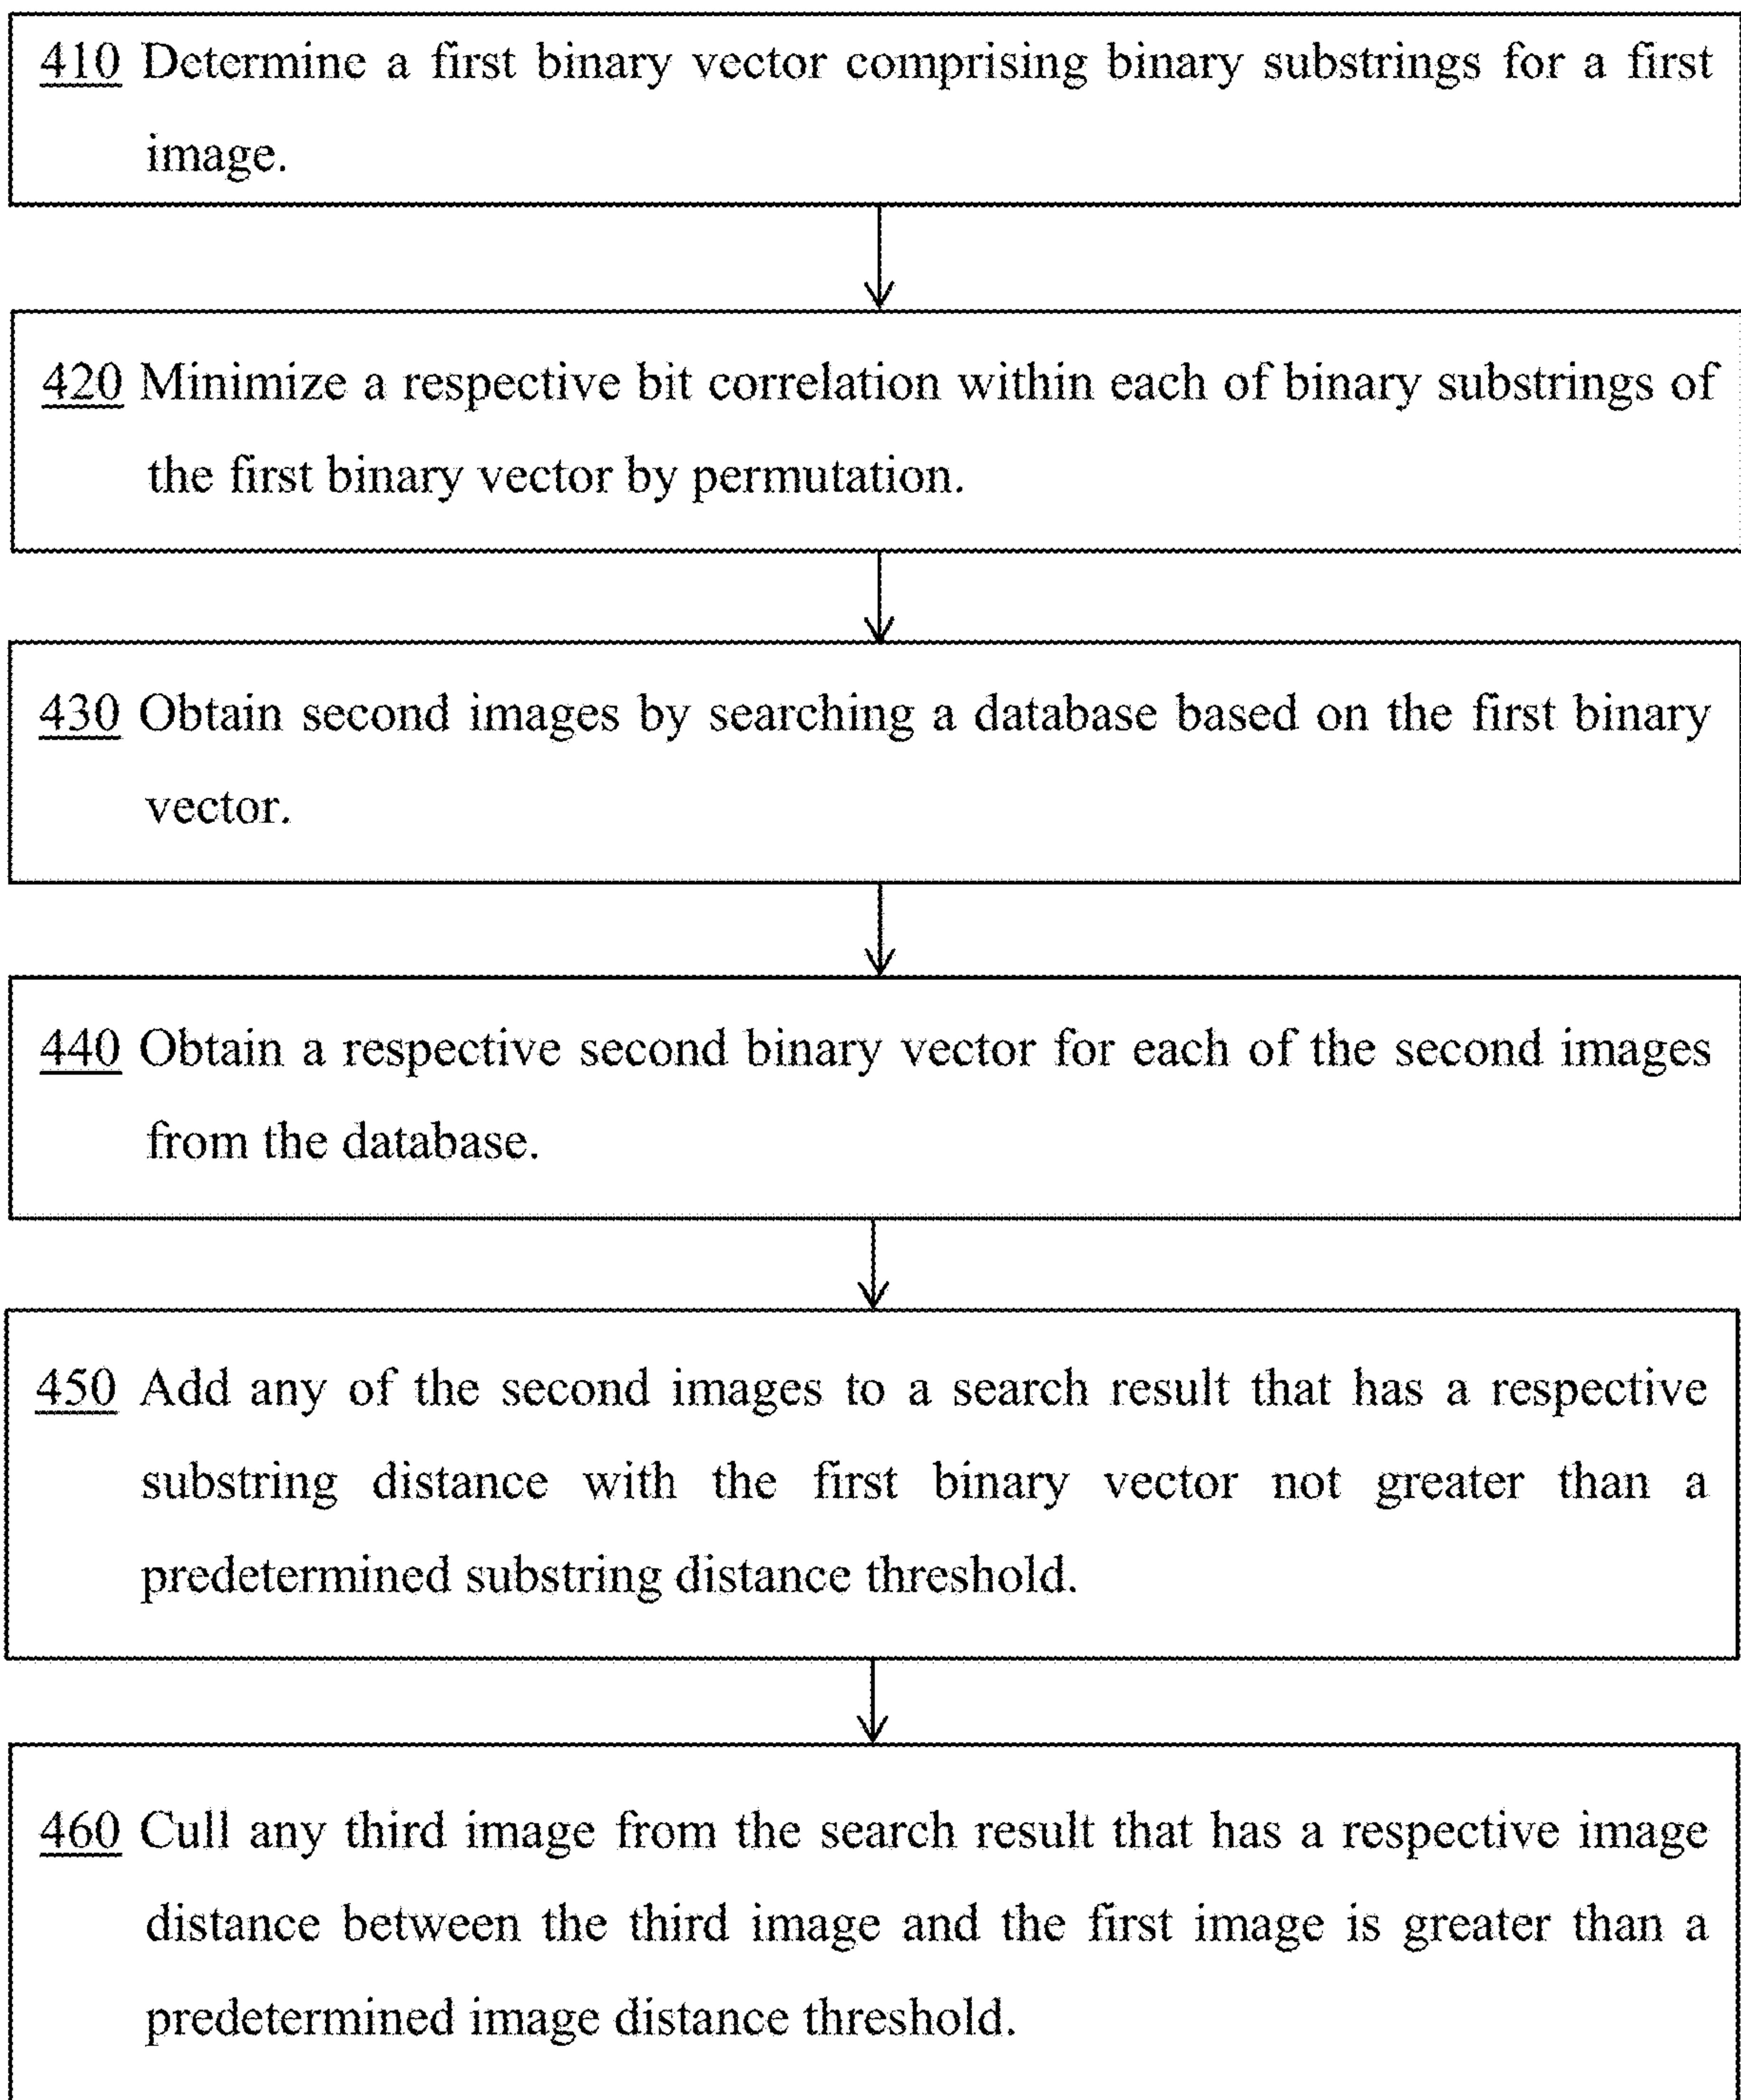 410 Determine a first binary vector comprising binary substrings for a first
image.
420 Minimize a respective bit correlation within each of binary substrings of
the first binary vector by permutation.
430 Obtain second images by searching a database based on the first binary
vector.
440 Obtain a respective second binary vector for each of the second images
from the database.
450 Add any of the second images to a search result that has a respective
substring distance with the first binary vector not greater than a
predetermined substring distance threshold.
460 Cull any third image from the search result that has a respective image
distance between the third image and the first image is greater than a
predetermined image distance threshold.